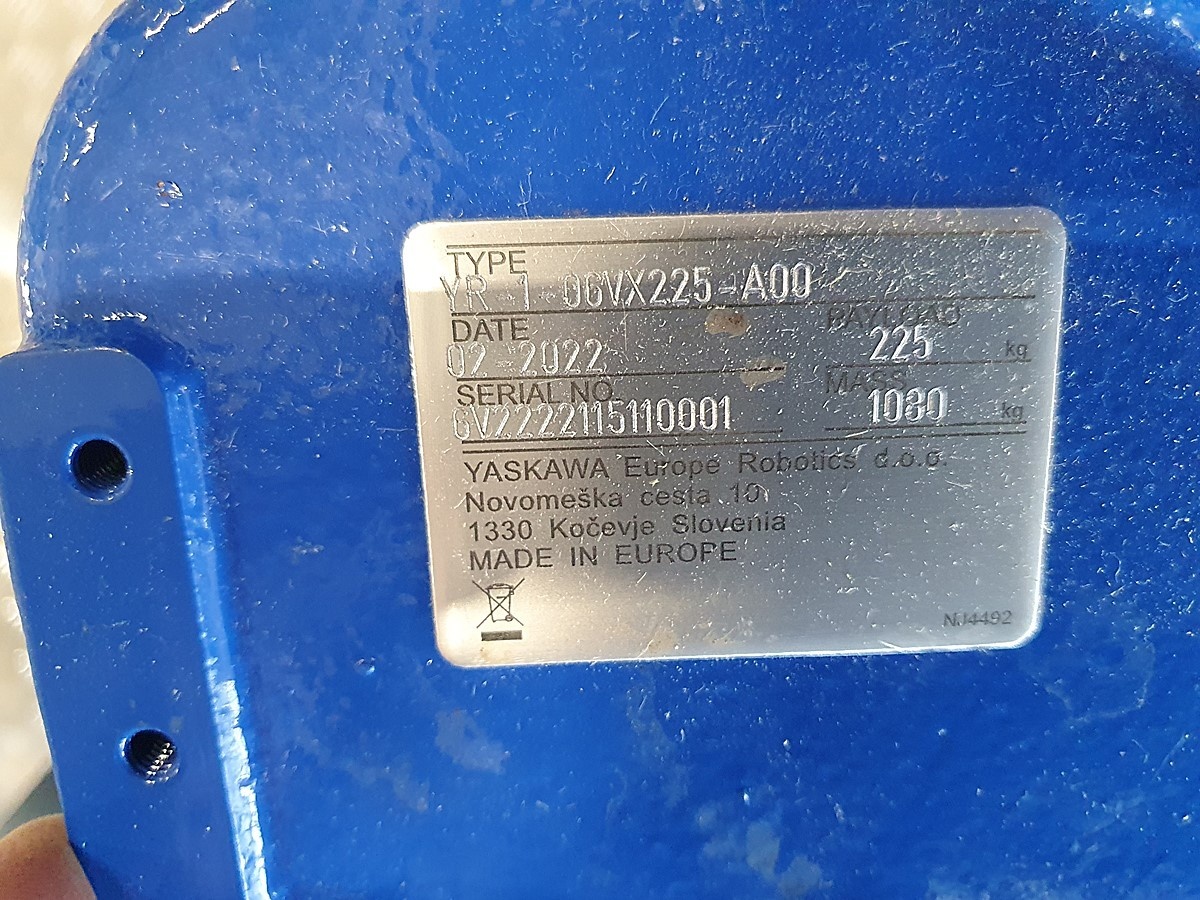 TYPE
YR-1-06VX225-A00
DATE
02-2022
PAYLOAD
225 kg
SERIAL NO.
GV2222115110001
MASS
1080 kg
YASKAWA Europe Robotics d.o.o.
Novomeška cesta 10
1330 Kočevje Slovenia
MADE IN EUROPE
NJ4492